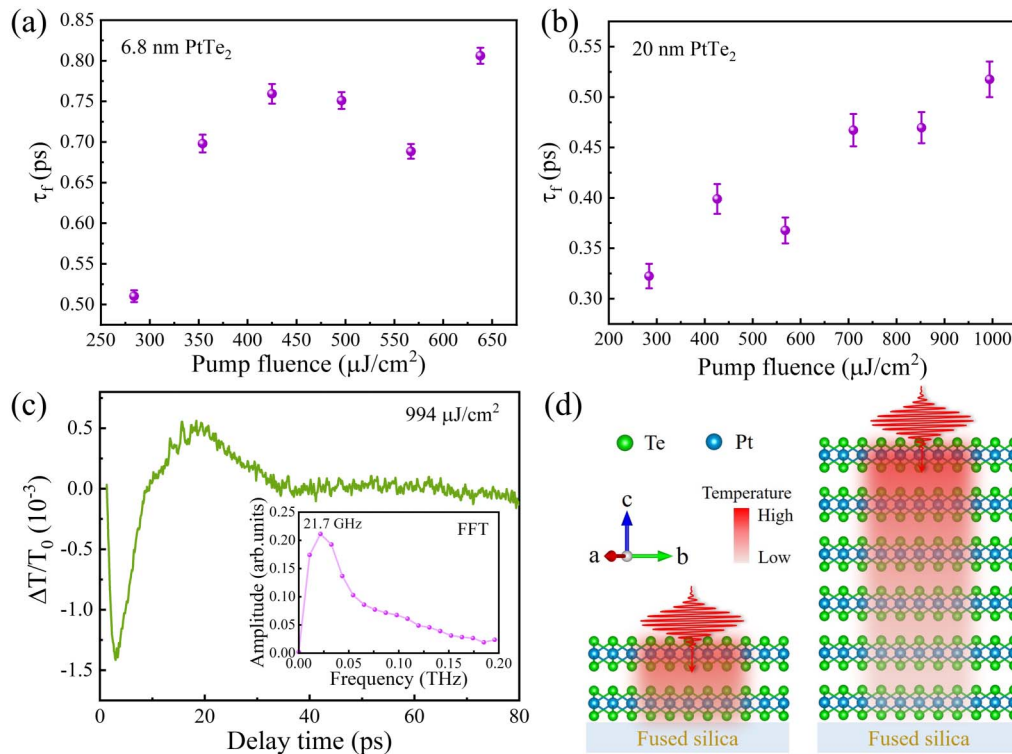 (a)
6.8 nm PtTe₂
τf (ps)
0.80
0.75
0.70
0.65
0.60
0.55
0.50
250 300 350 400 450 500 550 600 650
Pump fluence (μJ/cm²)
(b)
20 nm PtTe₂
τf (ps)
0.55
0.50
0.45
0.40
0.35
0.30
200 300 400 500 600 700 800 900 1000
Pump fluence (μJ/cm²)
(c)
994 μJ/cm²
ΔT/T₀ (10⁻³)
0.5
0.0
-0.5
-1.0
-1.5
0 20 40 60 80
Delay time (ps)
21.7 GHz
FFT
Amplitude (arb.units)
0.25
0.20
0.15
0.10
0.05
0.00
0.00 0.05 0.10 0.15 0.20
Frequency (THz)
(d)
Te Pt
c
a b
Temperature
High
Low
Fused silica
Fused silica